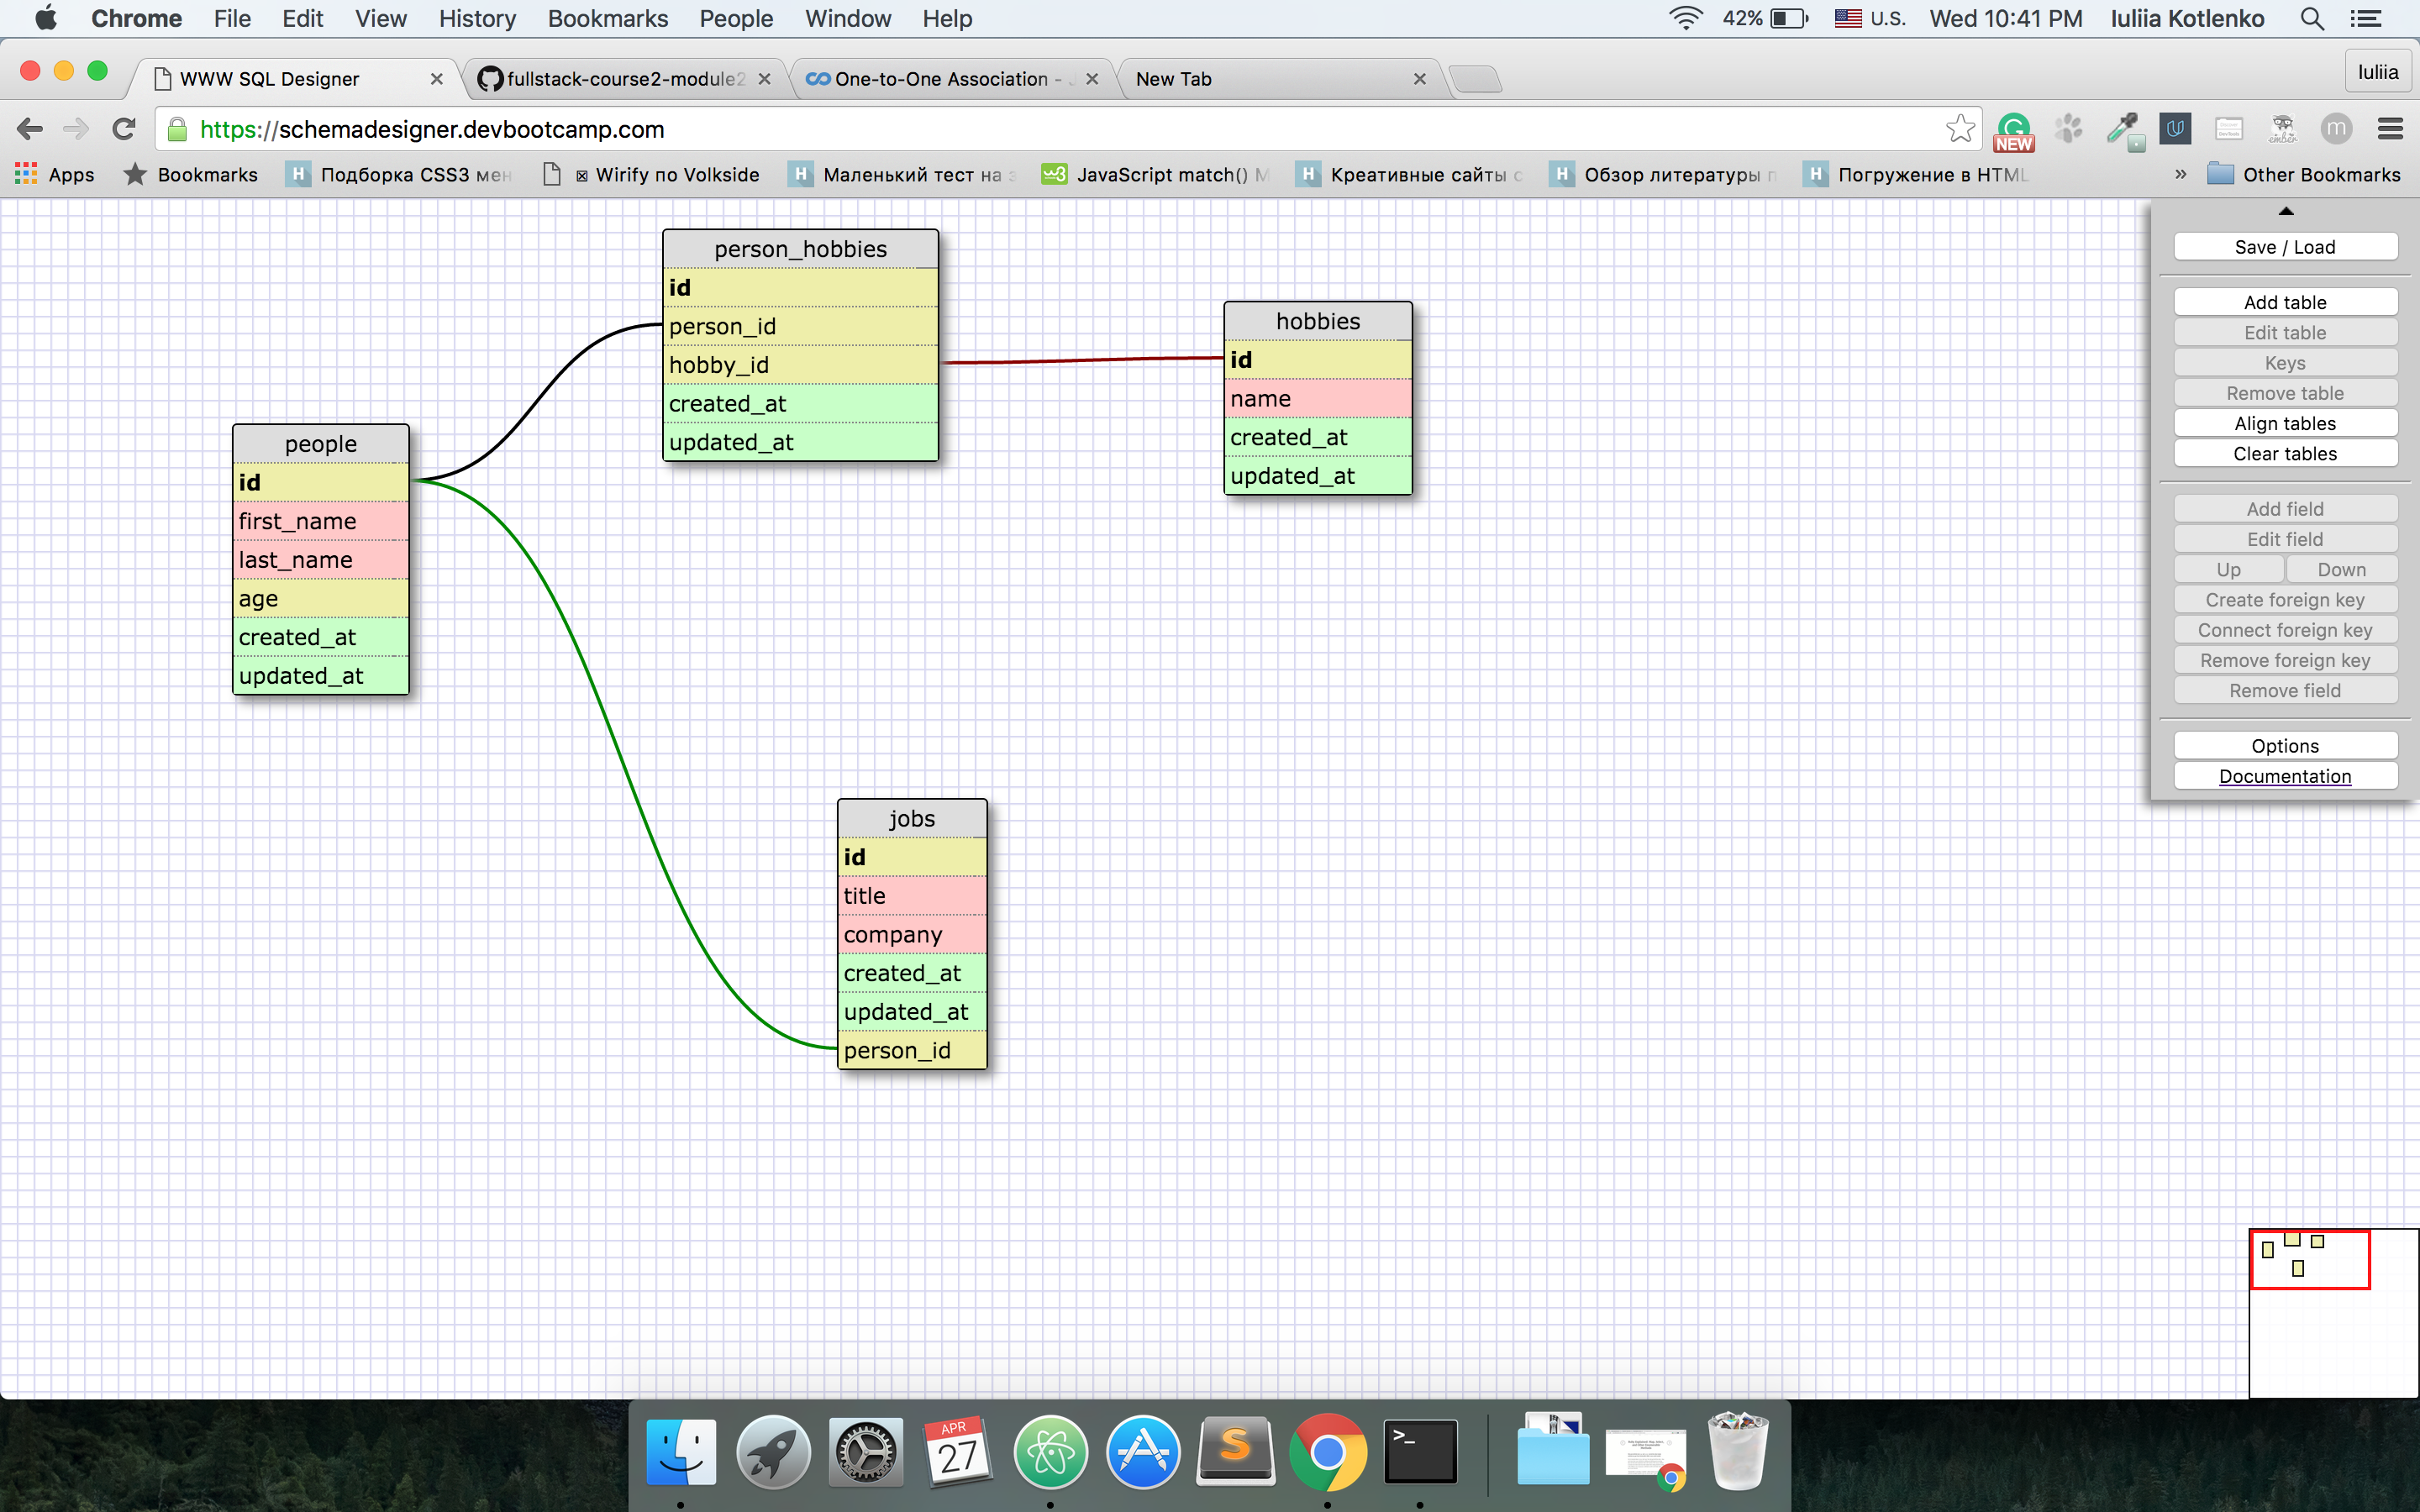 Chrome File Edit View History Bookmarks People Window Help 42% U.S. Wed 10:41 PM Iuliia Kotlenko
WWW SQL Designer fullstack-course2-module2 One-to-One Association - New Tab Iuliia
https://schemadesigner.devbootcamp.com NEW m
Apps Bookmarks H Подборка CSS3 мен Wirify по Volkside H Маленький тест на w3 JavaScript match() H Креативные сайты с H Обзор литературы H Погружение в HTML » Other Bookmarks
person_hobbies
id
person_id
hobby_id
created_at
updated_at
hobbies
id
name
created_at
updated_at
people
id
first_name
last_name
age
created_at
updated_at
jobs
id
title
company
created_at
updated_at
person_id
Save / Load
Add table
Edit table
Keys
Remove table
Align tables
Clear tables
Add field
Edit field
Up Down
Create foreign key
Connect foreign key
Remove foreign key
Remove field
Options
Documentation
APR
27
S
>_